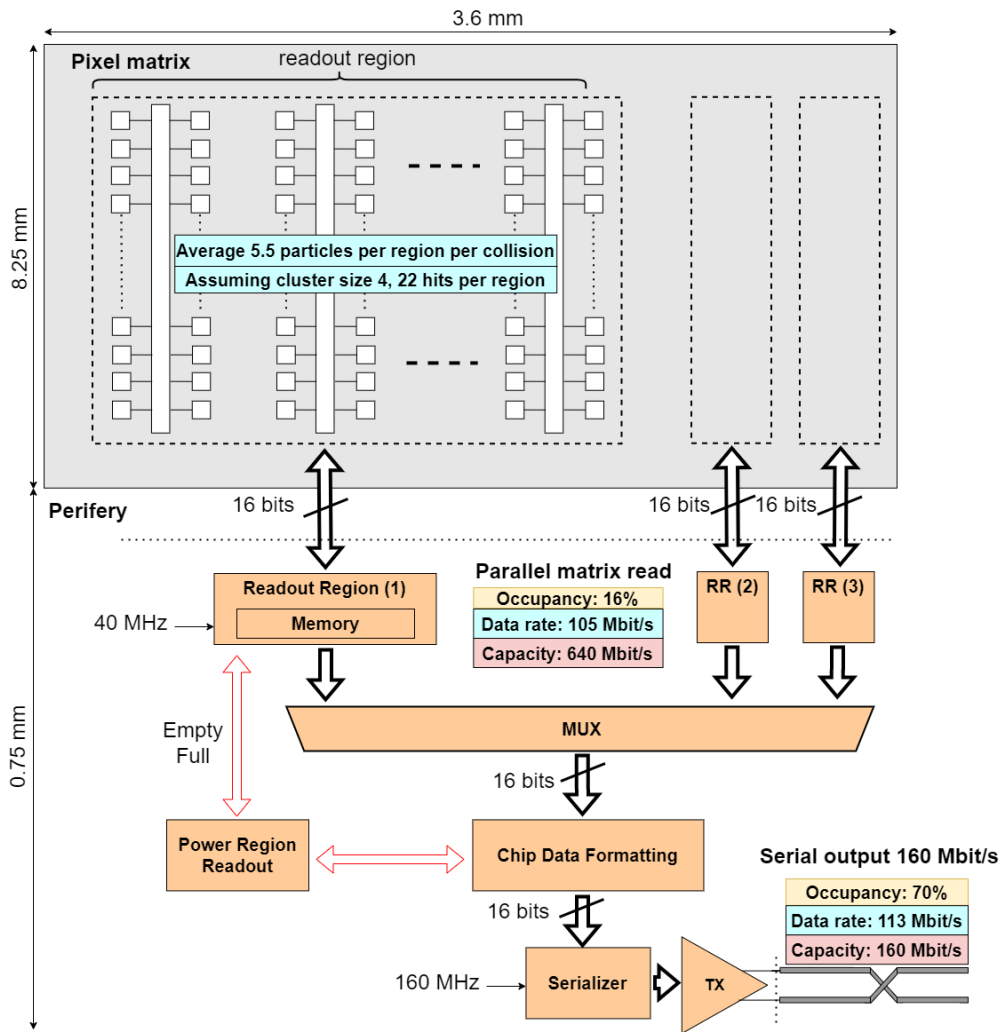 3.6 mm
Pixel matrix
readout region
8.25 mm
Average 5.5 particles per region per collision
Assuming cluster size 4, 22 hits per region
16 bits
16 bits
16 bits
Perifery
Readout Region (1)
Memory
40 MHz
Parallel matrix read
Occupancy: 16%
Data rate: 105 Mbit/s
Capacity: 640 Mbit/s
RR (2)
RR (3)
0.75 mm
Empty
Full
MUX
16 bits
Power Region
Readout
Chip Data Formatting
Serial output 160 Mbit/s
Occupancy: 70%
Data rate: 113 Mbit/s
Capacity: 160 Mbit/s
16 bits
160 MHz
Serializer
TX